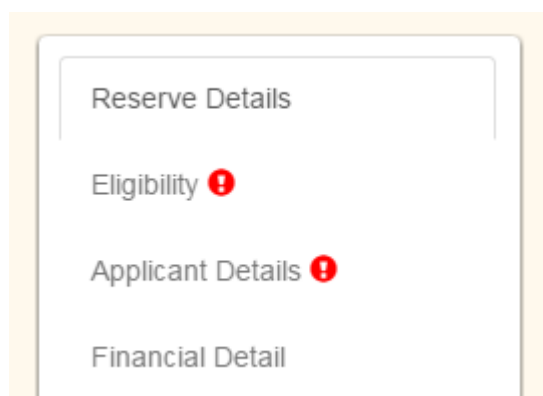 Reserve Details
Eligibility
Applicant Details
Financial Detail